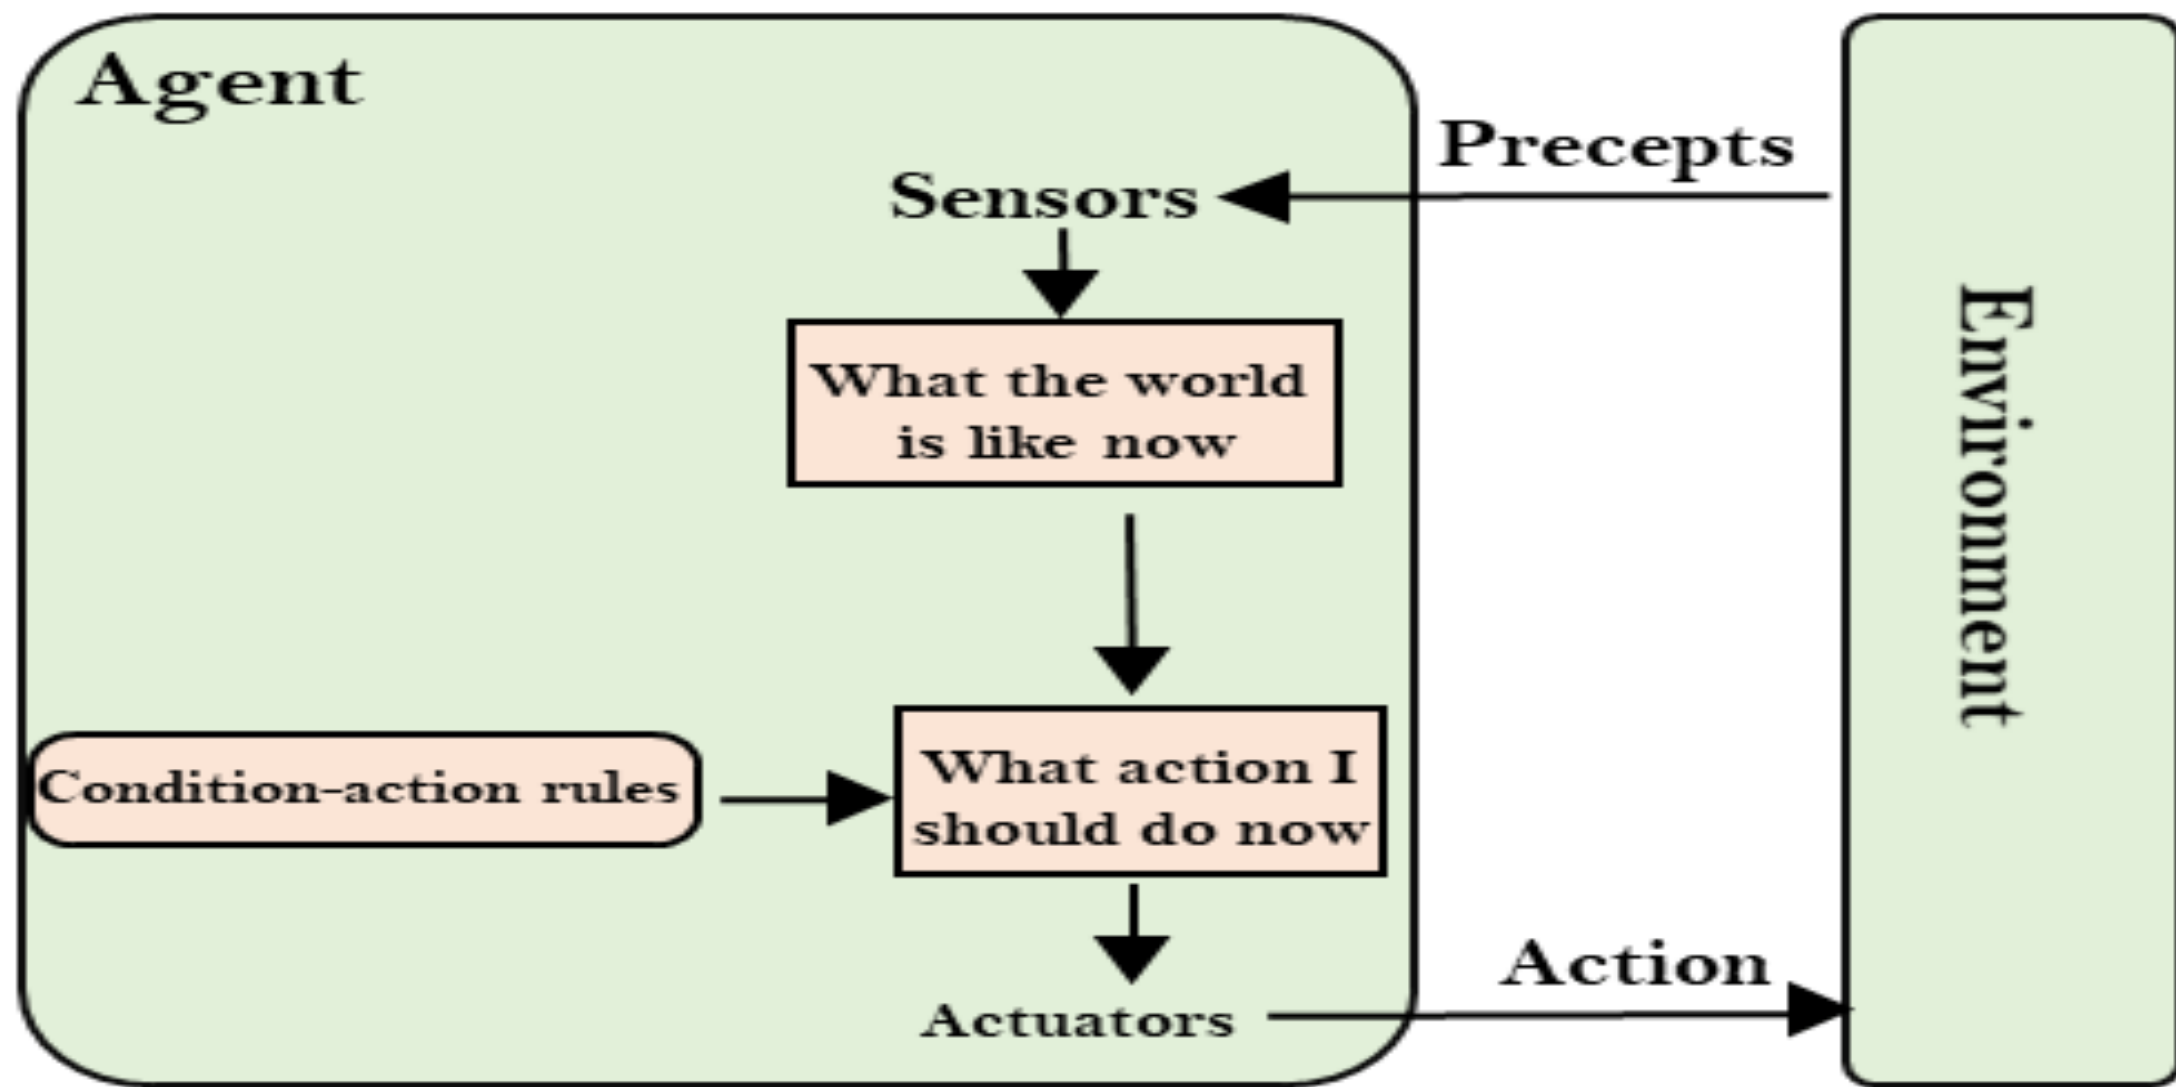 Agent
Precepts
Sensors
What the world
is like now
Environment
Condition-action rules
What action I
should do now
Action
Actuators